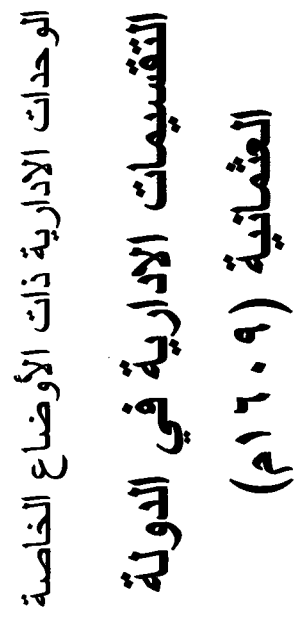 الوحدات الادارية ذات الأوضاع الخاصة
التقسيمات الادارية في الدولة
العثمانية (١٦٠٩م)